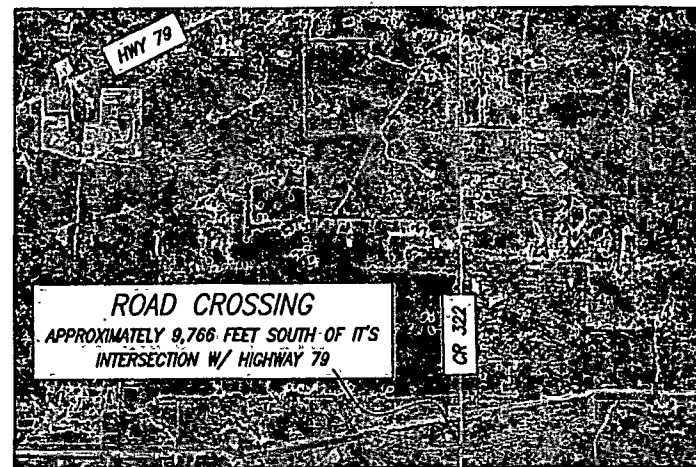 HWY 79
ROAD CROSSING
APPROXIMATELY 9,766 FEET SOUTH OF IT'S
INTERSECTION W/ HIGHWAY 79
CR 322